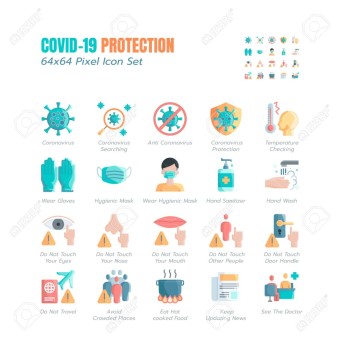 COVID-19 PROTECTION
64x64 Pixel Icon Set
Coronavirus
Coronavirus
Searching
Anti Coronavirus
Coronavirus
Protection
Temperature
Checking
Wear Gloves
Hygienic Mask
Wear Hygienic Mask
Hand Sanitizer
Hand Wash
Do Not Touch
Your Eyes
Do Not Touch
Your Nose
Do Not Touch
Your Mouth
Do Not Touch
Other People
Do Not Touch
Door Handle
Do Not Travel
Avoid
Crowded Places
Eat Hot
cooked Food
Keep
Updating News
See The Doctor